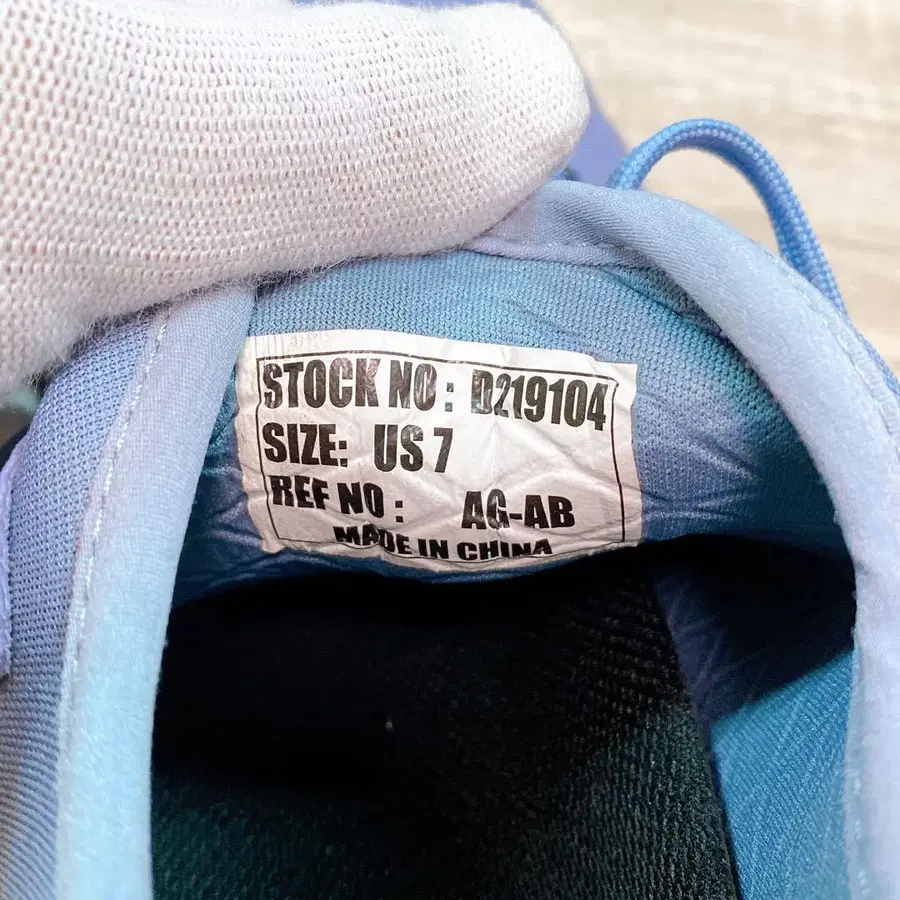 STOCK NO : D219104
SIZE: US 7
REF NO : AG-AB
MADE IN CHINA